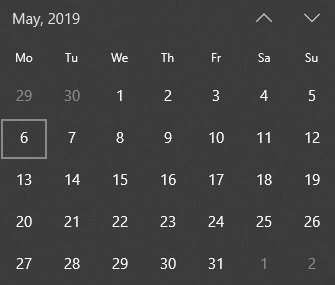 May, 2019
Mo Tu We Th Fr Sa Su
29 30 1 2 3 4 5
6 7 8 9 10 11 12
13 14 15 16 17 18 19
20 21 22 23 24 25 26
27 28 29 30 31 1 2